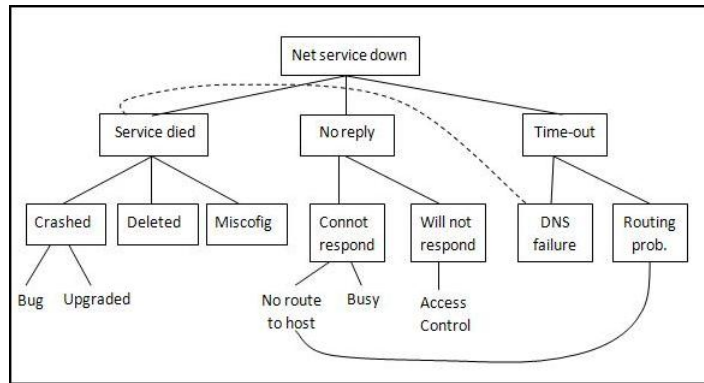 Net service down
Service died
No reply
Time-out
Crashed
Deleted
Miscofig
Connot
respond
Will not
respond
DNS
failure
Routing
prob.
Bug
Upgraded
No route
to host
Busy
Access
Control